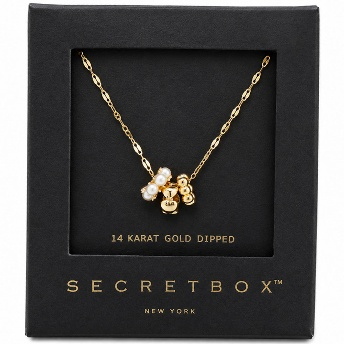 14 KARAT GOLD DIPPED
SECRETBOX™
NEW YORK